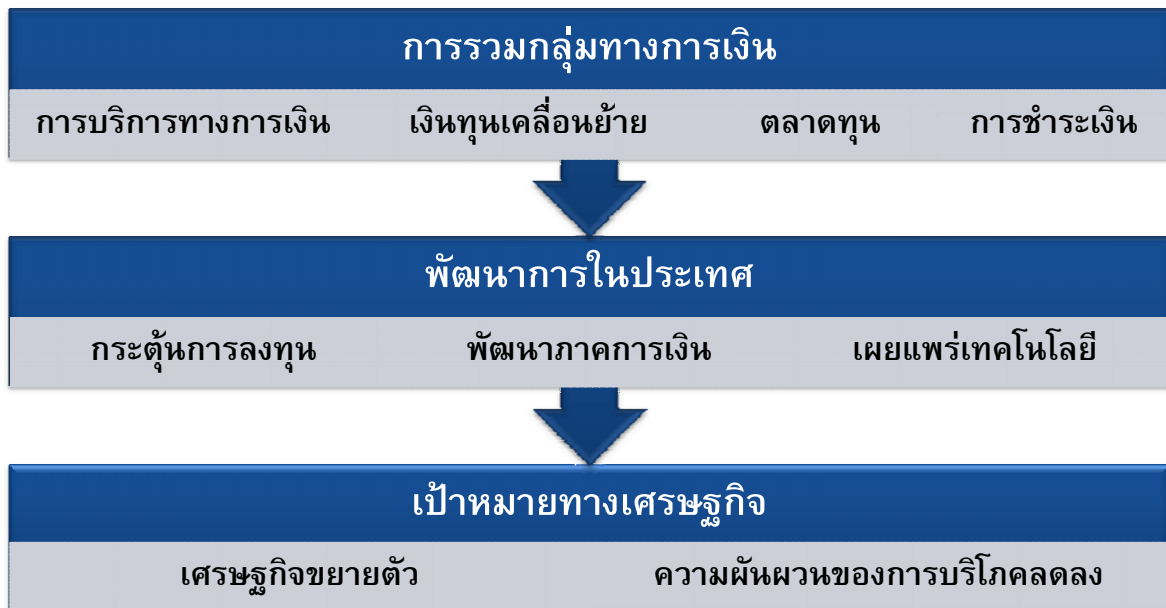 การรวมกลุ่มทางการเงิน
การบริการทางการเงิน เงินทุนเคลื่อนย้าย ตลาดทุน การชำระเงิน
พัฒนาการในประเทศ
กระตุ้นการลงทุน พัฒนาภาคการเงิน เผยแพร่เทคโนโลยี
เป้าหมายทางเศรษฐกิจ
เศรษฐกิจขยายตัว ความผันผวนของการบริโภคลดลง